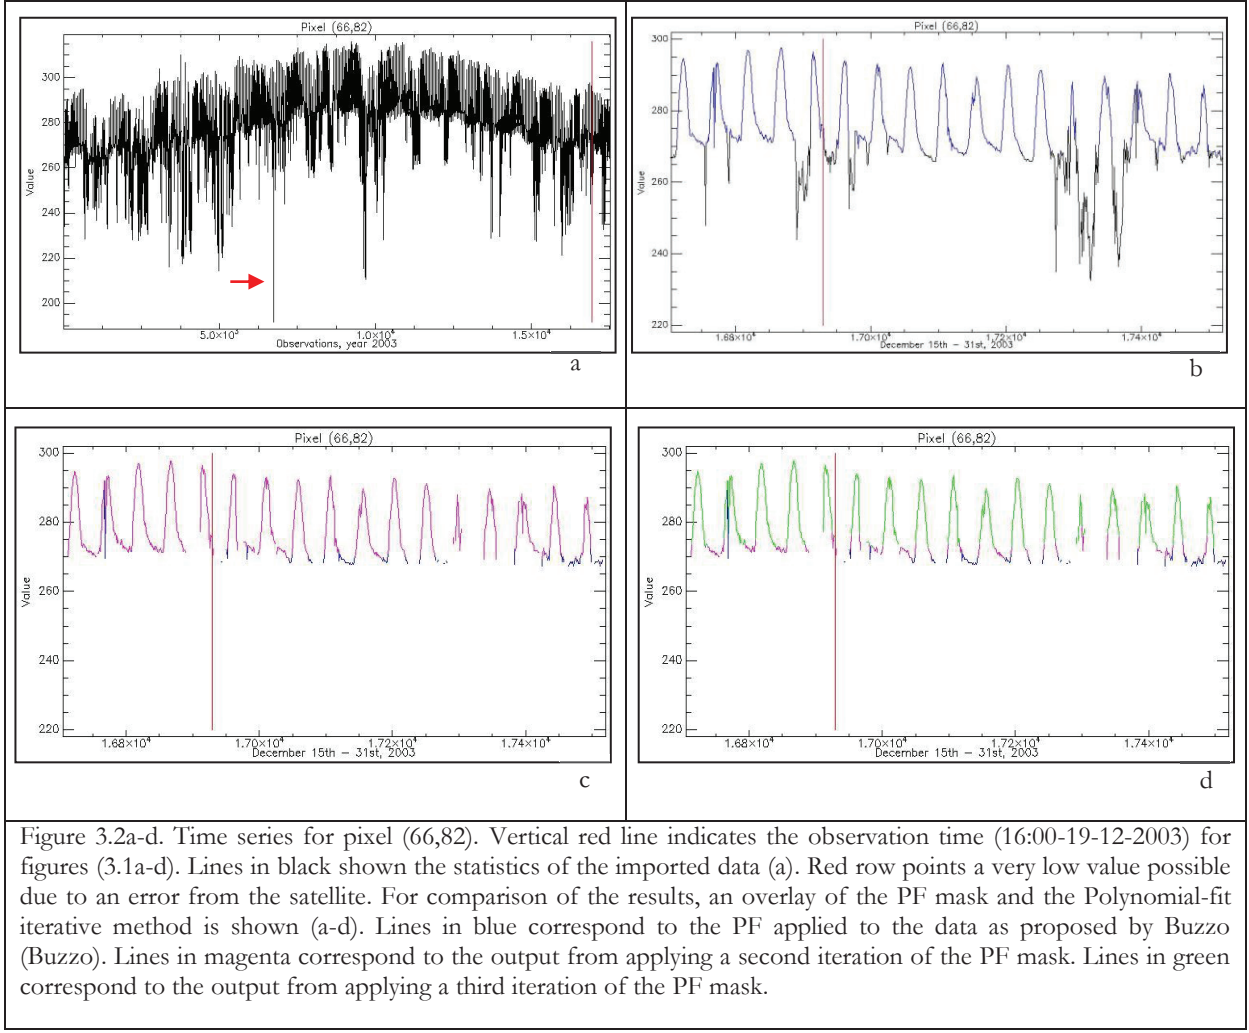 Pixel (66,82)
300
280
260
240
220
200
Value
5.0×10³
1.0×10⁴
1.5×10⁴
Observations, year 2003
a
Pixel (66,82)
300
280
260
240
220
Value
1.68×10⁴
1.70×10⁴
1.72×10⁴
1.74×10⁴
December 15th – 31st, 2003
b
Pixel (66,82)
300
280
260
240
220
Value
1.68×10⁴
1.70×10⁴
1.72×10⁴
1.74×10⁴
December 15th – 31st, 2003
c
Pixel (66,82)
300
280
260
240
220
Value
1.68×10⁴
1.70×10⁴
1.72×10⁴
1.74×10⁴
December 15th – 31st, 2003
d
Figure 3.2a-d. Time series for pixel (66,82). Vertical red line indicates the observation time (16:00-19-12-2003) for
figures (3.1a-d). Lines in black shown the statistics of the imported data (a). Red row points a very low value possible
due to an error from the satellite. For comparison of the results, an overlay of the PF mask and the Polynomial-fit
iterative method is shown (a-d). Lines in blue correspond to the PF applied to the data as proposed by Buzzo
(Buzzo). Lines in magenta correspond to the output from applying a second iteration of the PF mask. Lines in green
correspond to the output from applying a third iteration of the PF mask.